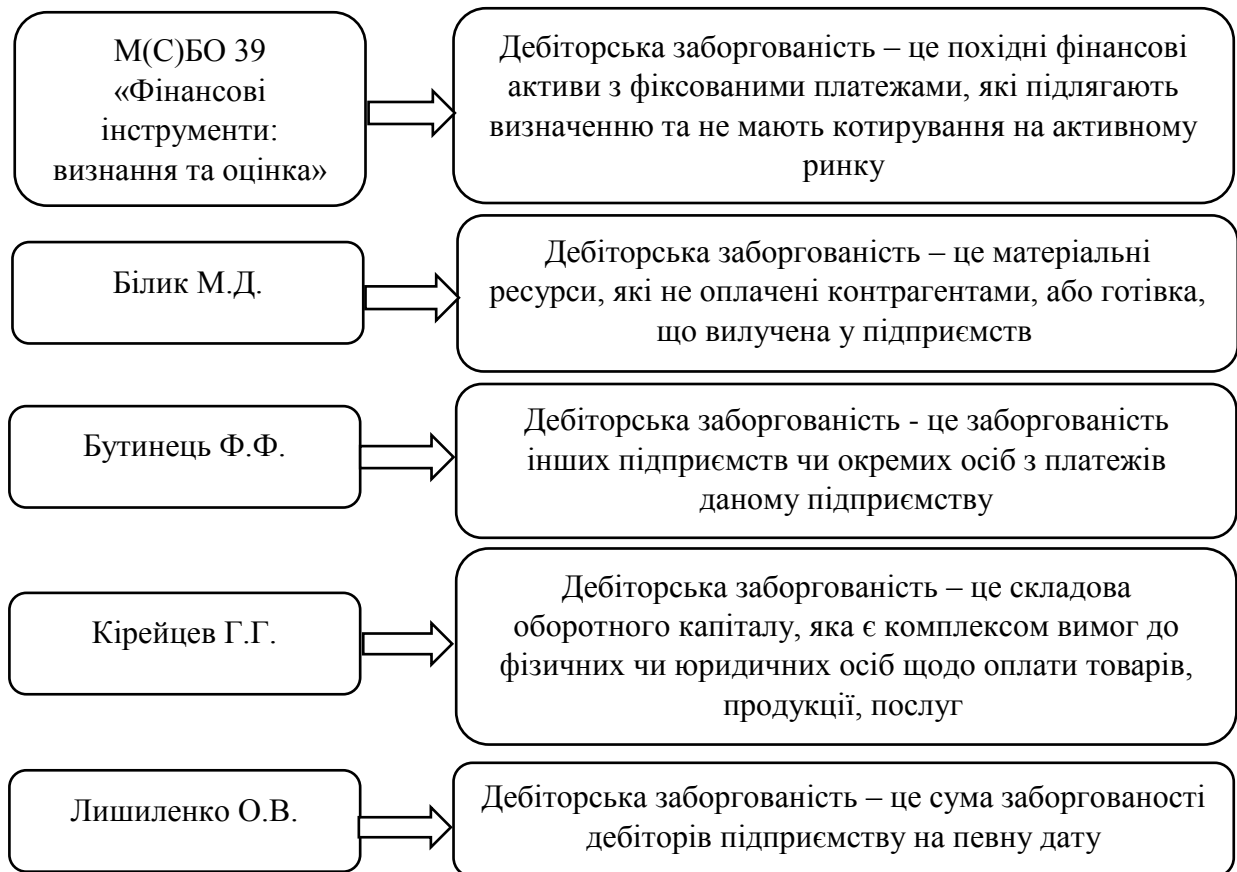 М(С)БО 39
«Фінансові
інструменти:
визнання та оцінка»
Дебіторська заборгованість – це похідні фінансові
активи з фіксованими платежами, які підлягають
визначенню та не мають котирування на активному
ринку
Білик М.Д.
Дебіторська заборгованість – це матеріальні
ресурси, які не оплачені контрагентами, або готівка,
що вилучена у підприємств
Бутинець Ф.Ф.
Дебіторська заборгованість - це заборгованість
інших підприємств чи окремих осіб з платежів
даному підприємству
Кірейцев Г.Г.
Дебіторська заборгованість – це складова
оборотного капіталу, яка є комплексом вимог до
фізичних чи юридичних осіб щодо оплати товарів,
продукції, послуг
Лишиленко О.В.
Дебіторська заборгованість – це сума заборгованості
дебіторів підприємству на певну дату